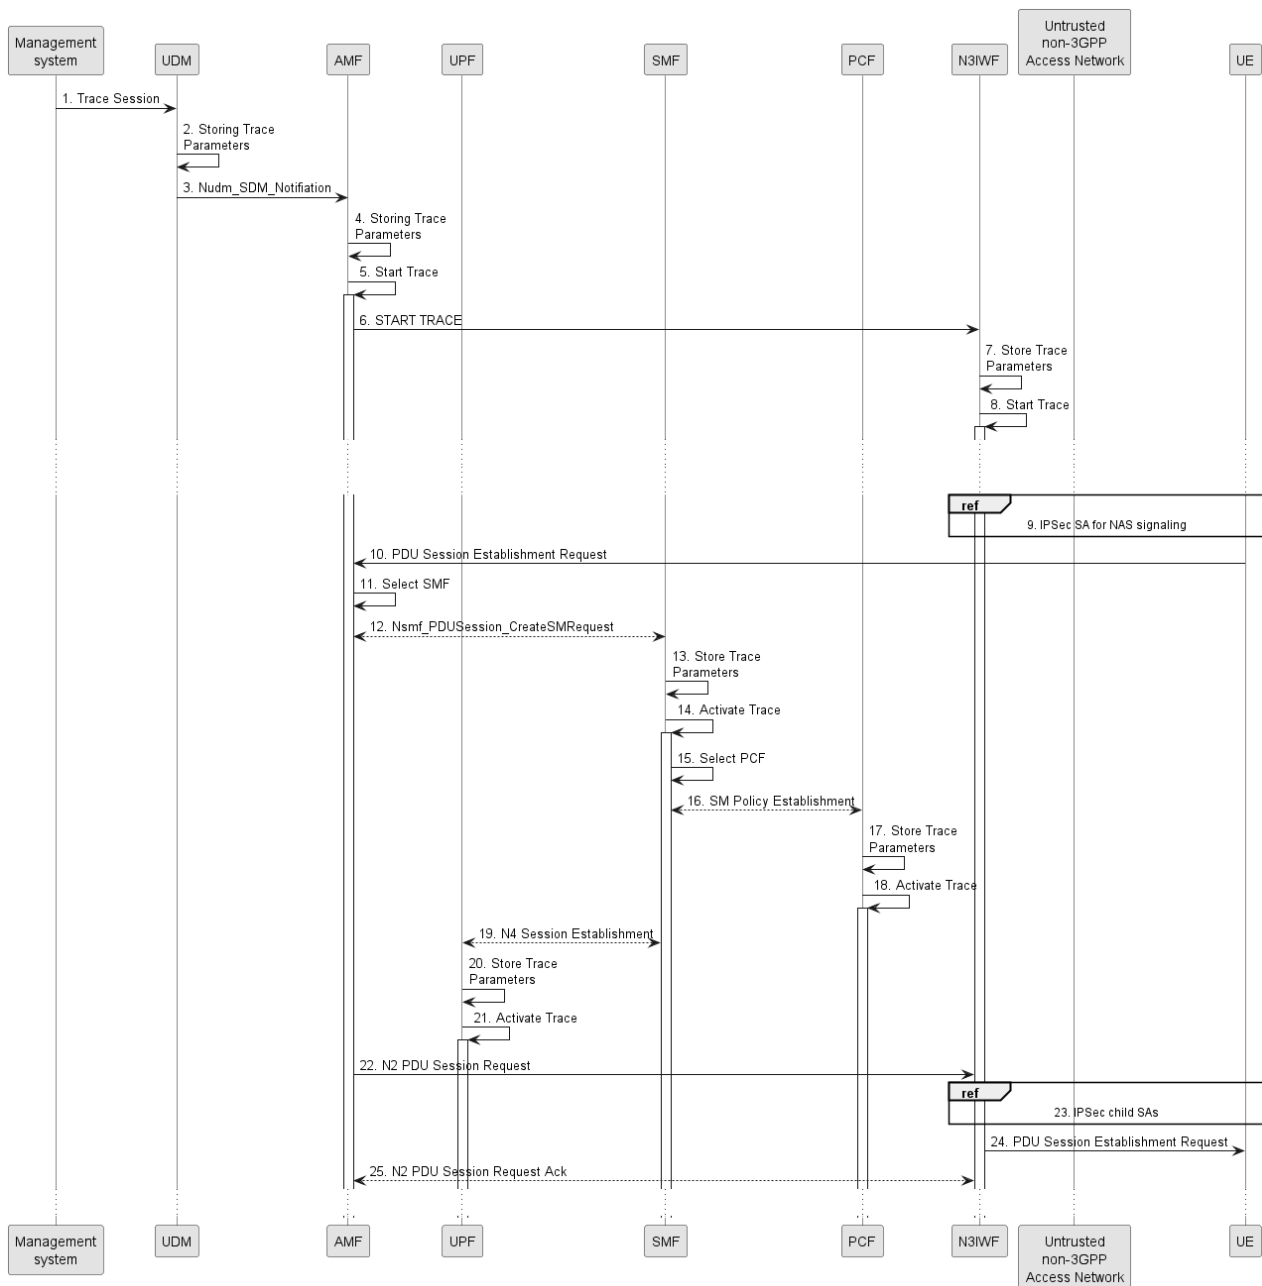 Management
system
UDM
AMF
UPF
SMF
PCF
N3IWF
Untrusted
non-3GPP
Access Network
UE
1. Trace Session
2. Storing Trace
Parameters
3. Nudm_SDM_Notifiation
4. Storing Trace
Parameters
5. Start Trace
6. START TRACE
7. Store Trace
Parameters
8. Start Trace
ref
9. IPSec SA for NAS signaling
10. PDU Session Establishment Request
11. Select SMF
12. Nsmf_PDUSession_CreateSMRequest
13. Store Trace
Parameters
14. Activate Trace
15. Select PCF
16. SM Policy Establishment
17. Store Trace
Parameters
18. Activate Trace
19. N4 Session Establishment
20. Store Trace
Parameters
21. Activate Trace
22. N2 PDU Session Request
ref
23. IPSec child SAs
24. PDU Session Establishment Request
25. N2 PDU Session Request Ack
Management
system
UDM
AMF
UPF
SMF
PCF
N3IWF
Untrusted
non-3GPP
Access Network
UE